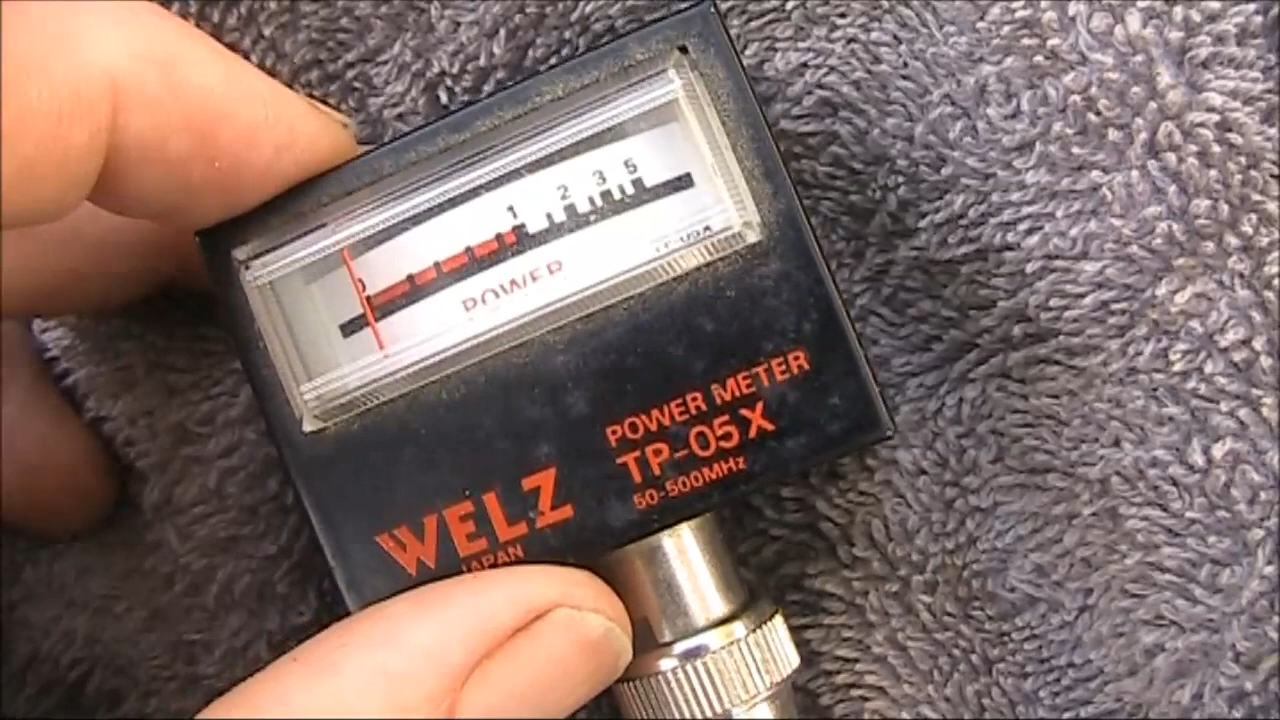 1 2 3 5
0
POWER
POWER METER
TP-05X
50-500MHz
WELZ
JAPAN